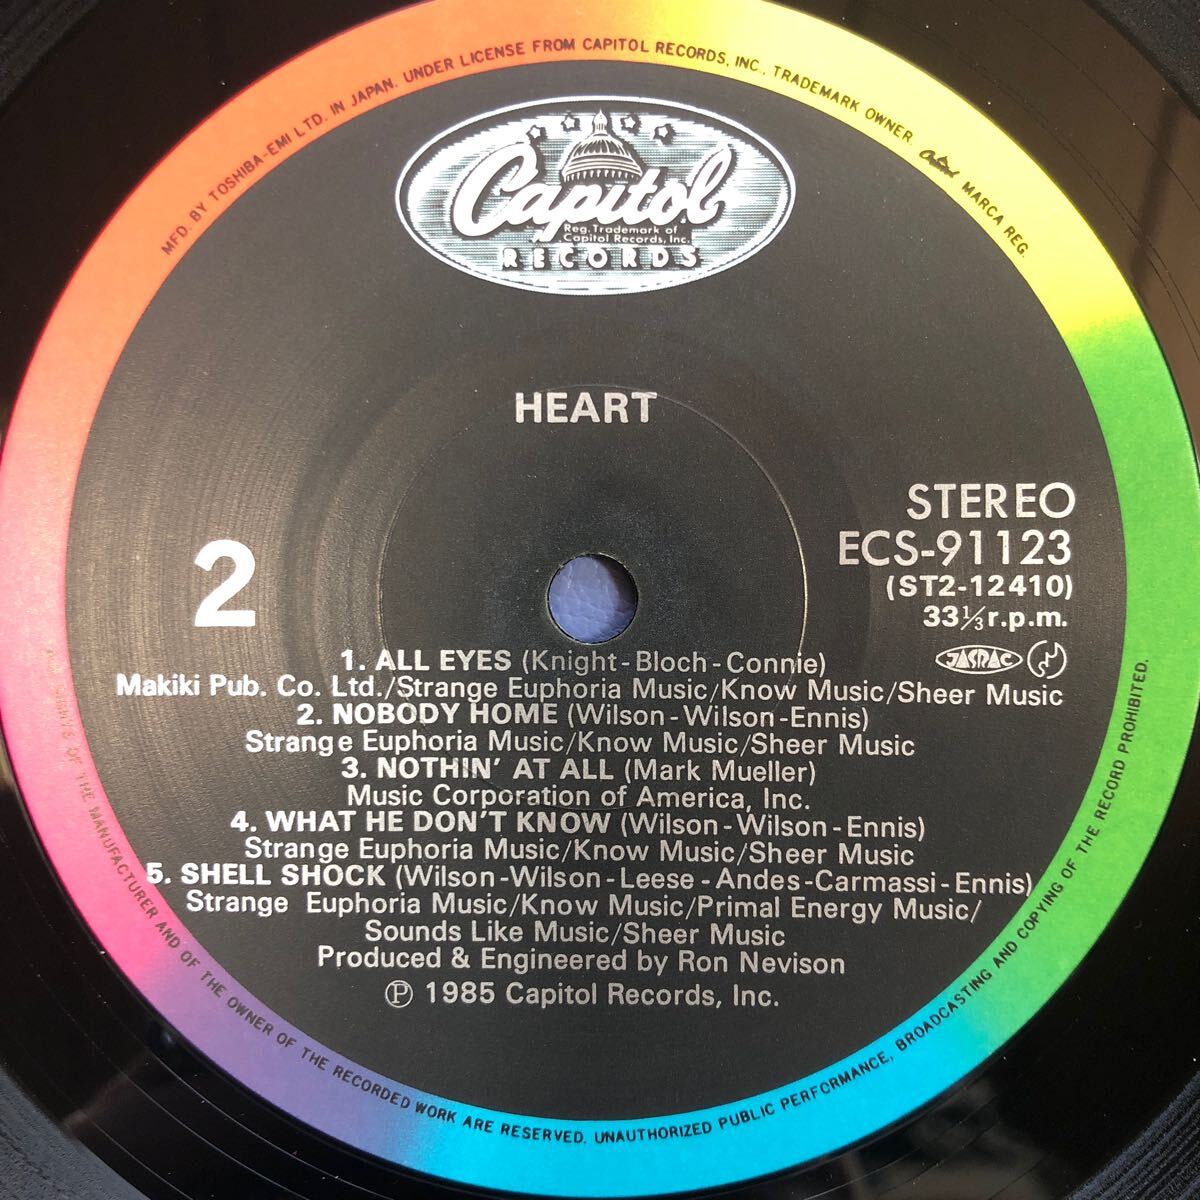 MFD. BY TOSHIBA-EMI LTD. IN JAPAN. UNDER LICENSE FROM CAPITOL RECORDS, INC., TRADEMARK OWNER. Capitol MARCA REG.
Capitol
Reg. Trademark of
Capitol Records, Inc.
RECORDS
HEART
STEREO
ECS-91123
(ST2-12410)
33⅓r.p.m.
2
JASRAC
1. ALL EYES (Knight-Bloch-Connie)
Makiki Pub. Co. Ltd./Strange Euphoria Music/Know Music/Sheer Music
2. NOBODY HOME (Wilson-Wilson-Ennis)
Strange Euphoria Music/Know Music/Sheer Music
3. NOTHIN' AT ALL (Mark Mueller)
Music Corporation of America, Inc.
4. WHAT HE DON'T KNOW (Wilson-Wilson-Ennis)
Strange Euphoria Music/Know Music/Sheer Music
5. SHELL SHOCK (Wilson-Wilson-Leese-Andes-Carmassi-Ennis)
Strange Euphoria Music/Know Music/Primal Energy Music/
Sounds Like Music/Sheer Music
Produced & Engineered by Ron Nevison
Ⓟ 1985 Capitol Records, Inc.
OF THE MANUFACTURER AND OF THE OWNER OF THE RECORDED WORK ARE RESERVED. UNAUTHORIZED PUBLIC PERFORMANCE, BROADCASTING AND COPYING OF THE RECORD PROHIBITED.